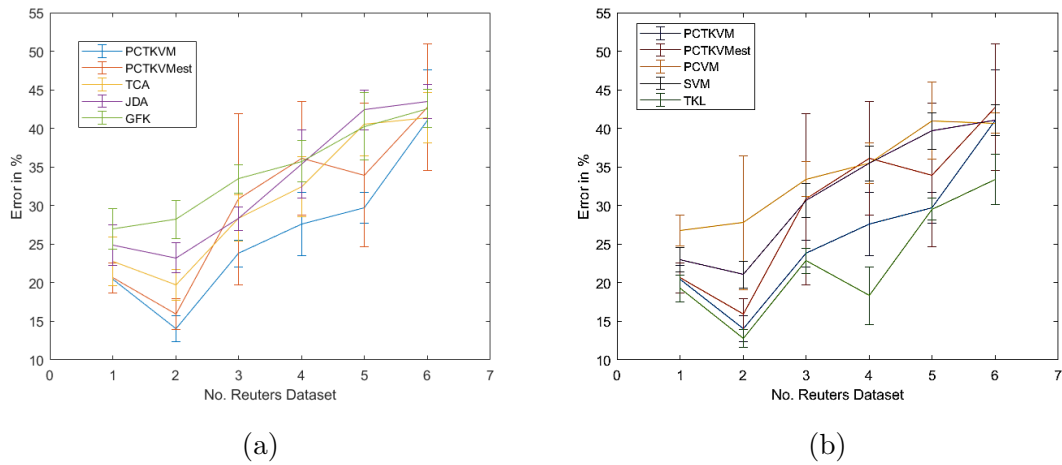 55
50
45
40
35
30
25
20
15
10
Error in %
0 1 2 3 4 5 6 7
No. Reuters Dataset
PCTKVM
PCTKVMest
TCA
JDA
GFK
(a)
55
50
45
40
35
30
25
20
15
10
Error in %
0 1 2 3 4 5 6 7
No. Reuters Dataset
PCTKVM
PCTKVMest
PCVM
SVM
TKL
(b)